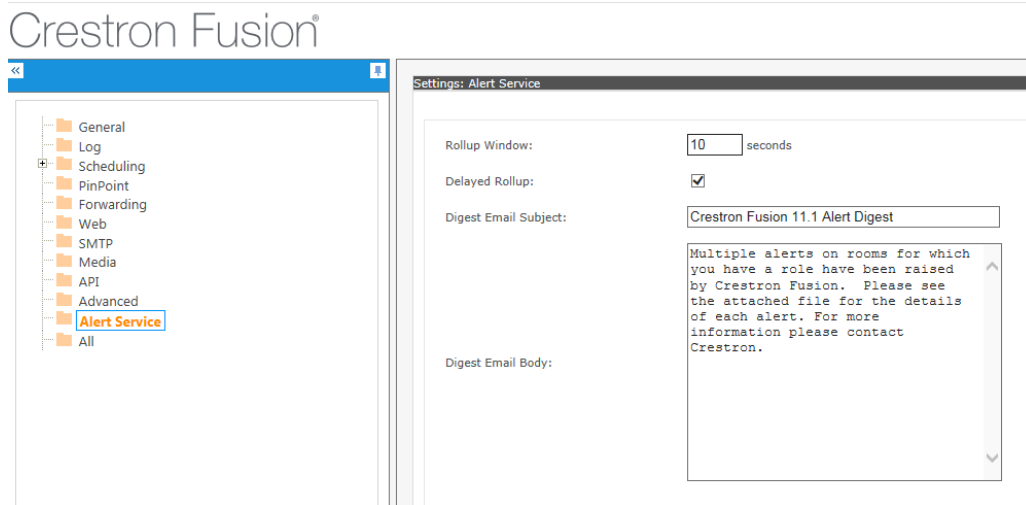 Crestron Fusion®
«
Settings: Alert Service
General
Log
Scheduling
PinPoint
Forwarding
Web
SMTP
Media
API
Advanced
Alert Service
All
Rollup Window:
10 seconds
Delayed Rollup:
Digest Email Subject:
Crestron Fusion 11.1 Alert Digest
Digest Email Body:
Multiple alerts on rooms for which
you have a role have been raised
by Crestron Fusion.  Please see
the attached file for the details
of each alert. For more
information please contact
Crestron.